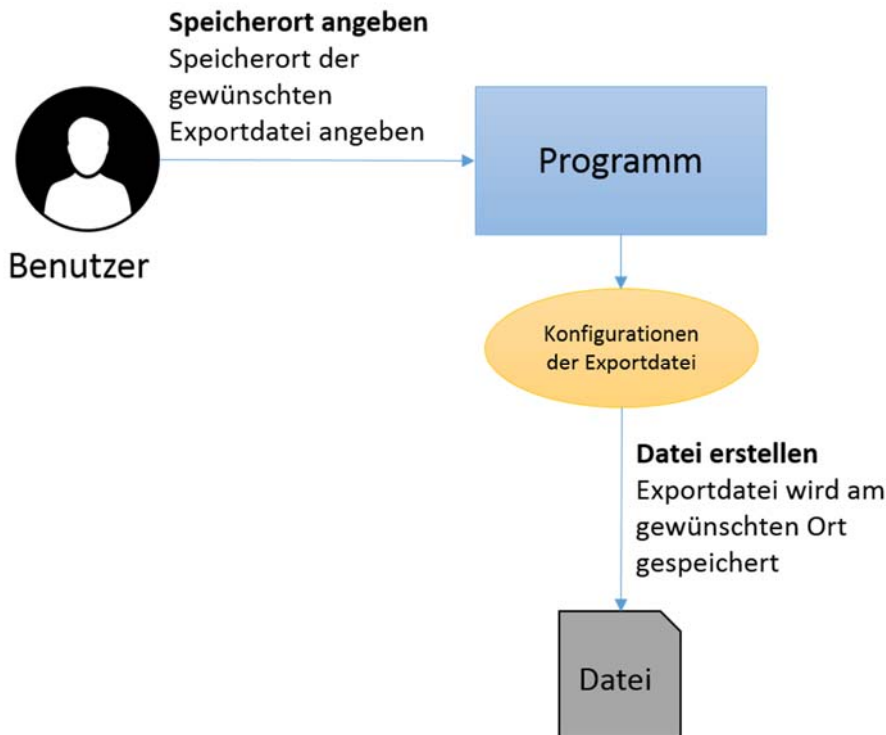 Speicherort angeben
Speicherort der
gewünschten
Exportdatei angeben
Benutzer
Programm
Konfigurationen
der Exportdatei
Datei erstellen
Exportdatei wird am
gewünschten Ort
gespeichert
Datei